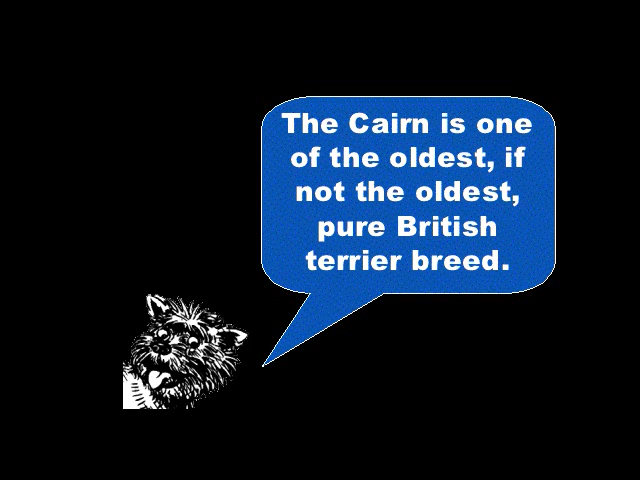 The Cairn is one
of the oldest, if
not the oldest,
pure British
terrier breed.